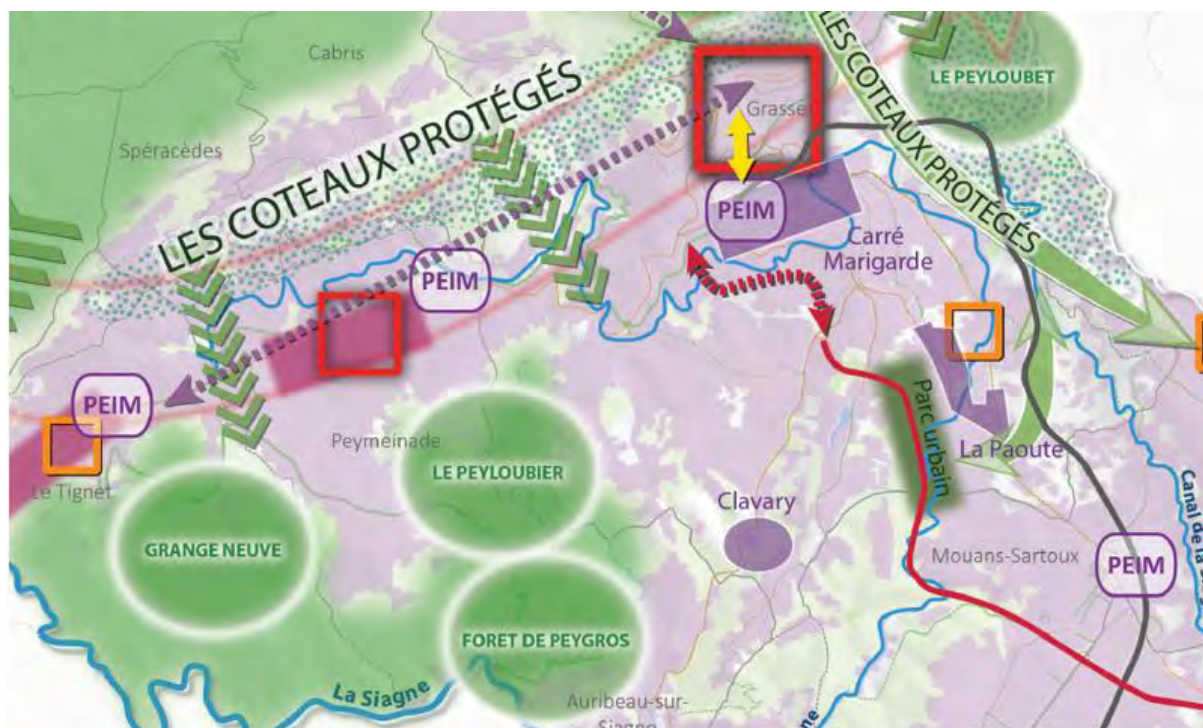 Cabris
LES COTEAUX PROTÉGÉS
LE PEYLOUBET
Grasse
Spéracèdes
LES COTEAUX PROTÉGÉS
PEIM
Carré
Marigarde
PEIM
PEIM
Peymeinade
LE PEYLOUBIER
Parc urbain
La Paoute
Le Tignet
Clavary
GRANGE NEUVE
Mouans-Sartoux
PEIM
Canal de la
FORET DE PEYGROS
La Siagne
Auribeau-sur-
Siagne